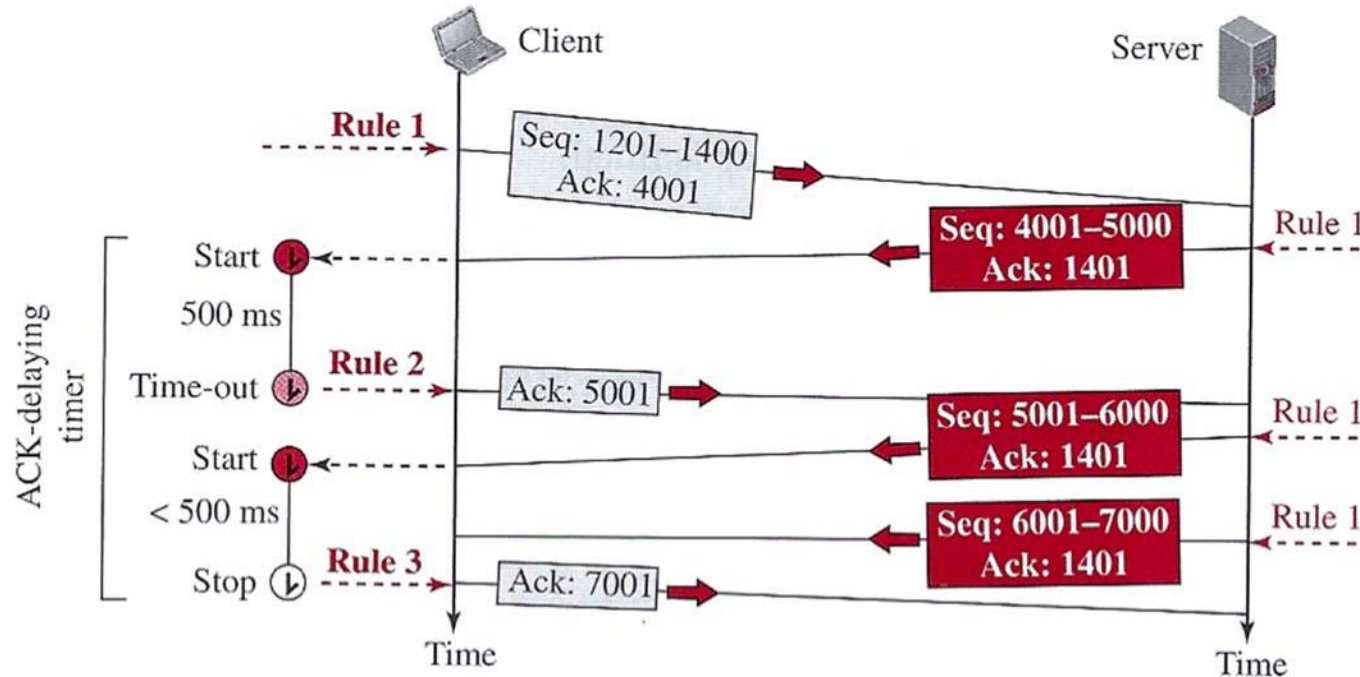 Client
Server
Rule 1
Seq: 1201–1400
Ack: 4001
Seq: 4001–5000
Ack: 1401
Rule 1
ACK-delaying
timer
Start
500 ms
Time-out
Rule 2
Ack: 5001
Seq: 5001–6000
Ack: 1401
Rule 1
Start
< 500 ms
Seq: 6001–7000
Ack: 1401
Rule 1
Stop
Rule 3
Ack: 7001
Time
Time